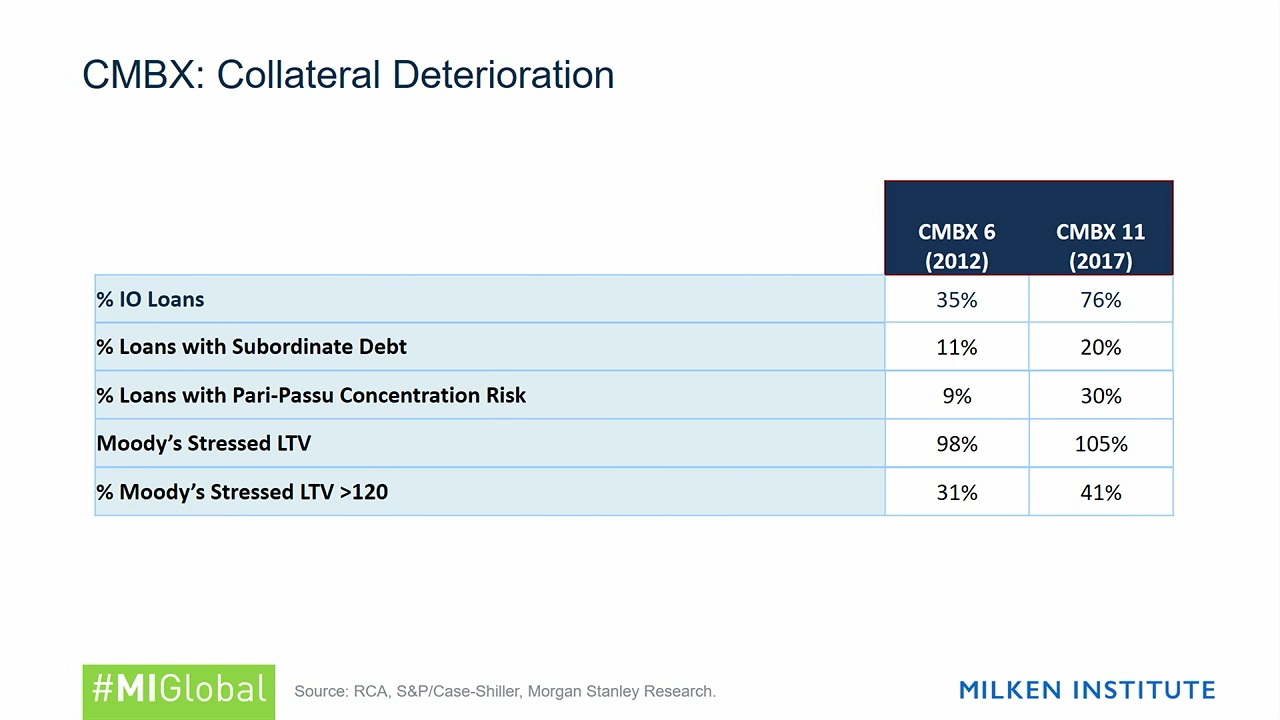 CMBX: Collateral Deterioration
CMBX 6 CMBX 11
(2012) (2017)
% IO Loans 35% 76%
% Loans with Subordinate Debt 11% 20%
% Loans with Pari-Passu Concentration Risk 9% 30%
Moody’s Stressed LTV 98% 105%
% Moody’s Stressed LTV >120 31% 41%
#MIGlobal Source: RCA, S&P/Case-Shiller, Morgan Stanley Research. MILKEN INSTITUTE